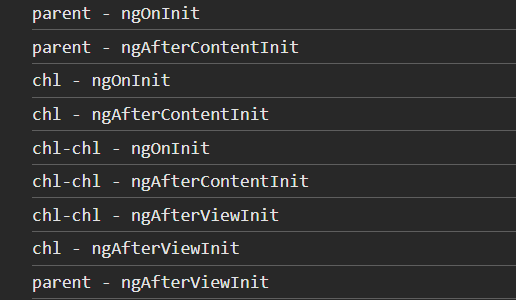 parent - ngOnInit
parent - ngAfterContentInit
chl - ngOnInit
chl - ngAfterContentInit
chl-chl - ngOnInit
chl-chl - ngAfterContentInit
chl-chl - ngAfterViewInit
chl - ngAfterViewInit
parent - ngAfterViewInit